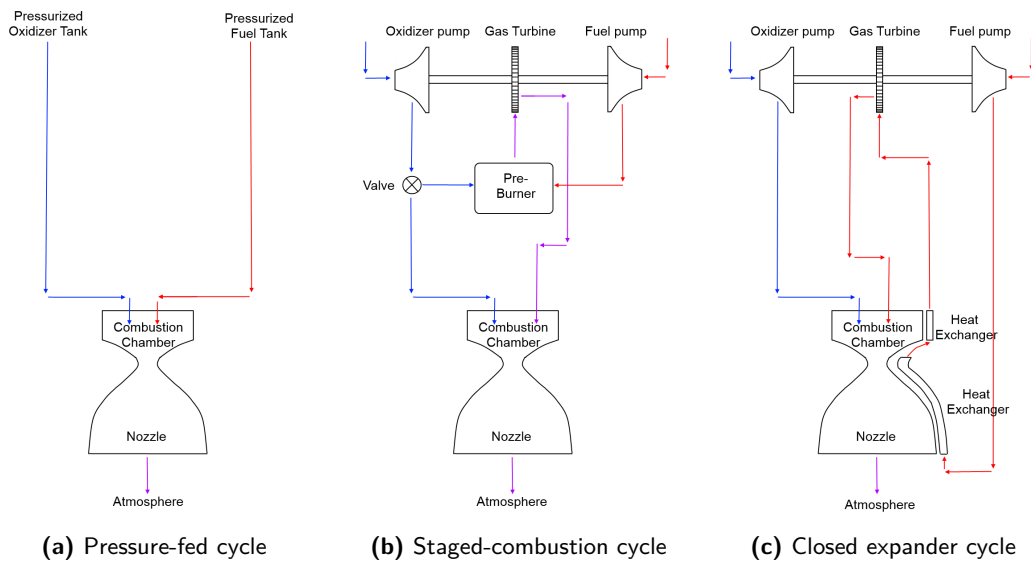 Pressurized
Oxidizer Tank
Pressurized
Fuel Tank
Combustion
Chamber
Nozzle
Atmosphere
(a) Pressure-fed cycle
Oxidizer pump
Gas Turbine
Fuel pump
Valve
Pre-
Burner
Combustion
Chamber
Nozzle
Atmosphere
(b) Staged-combustion cycle
Oxidizer pump
Gas Turbine
Fuel pump
Combustion
Chamber
Heat
Exchanger
Heat
Exchanger
Nozzle
Atmosphere
(c) Closed expander cycle